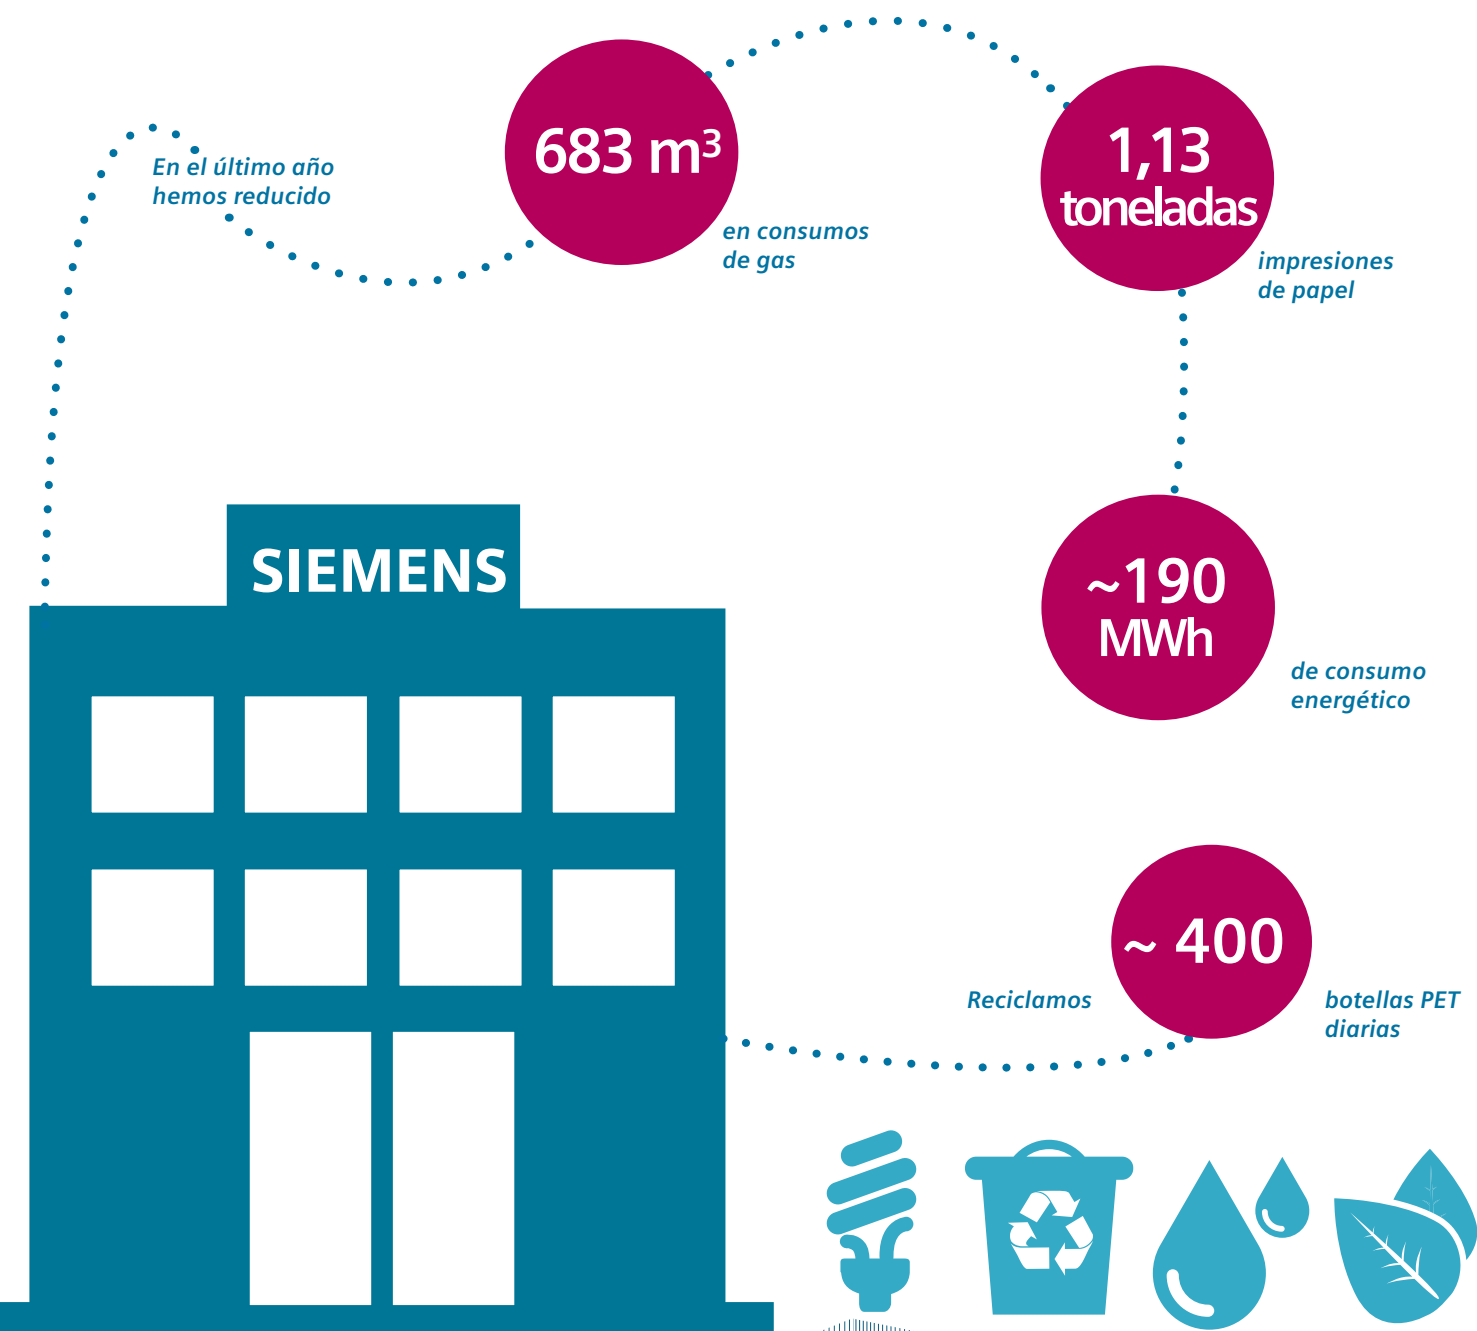 En el último año
hemos reducido
683 m³
en consumos
de gas
1,13
toneladas
impresiones
de papel
~190
MWh
de consumo
energético
SIEMENS
Reciclamos
~ 400
botellas PET
diarias